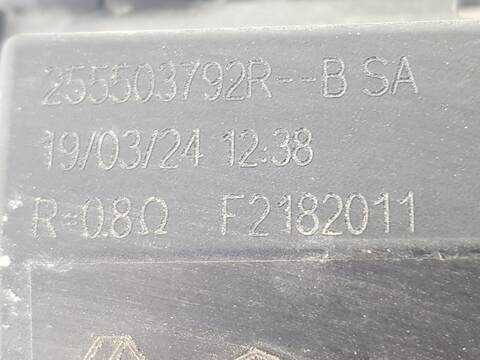 255503792R--B SA
19/03/24 12:38
R=0.8Ω F2182011